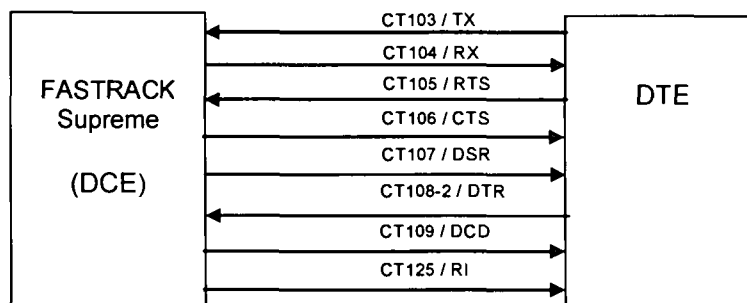 CT103 / TX
CT104 / RX
FASTRACK
Supreme
(DCE)
CT105 / RTS
CT106 / CTS
CT107 / DSR
CT108-2 / DTR
CT109 / DCD
CT125 / RI
DTE